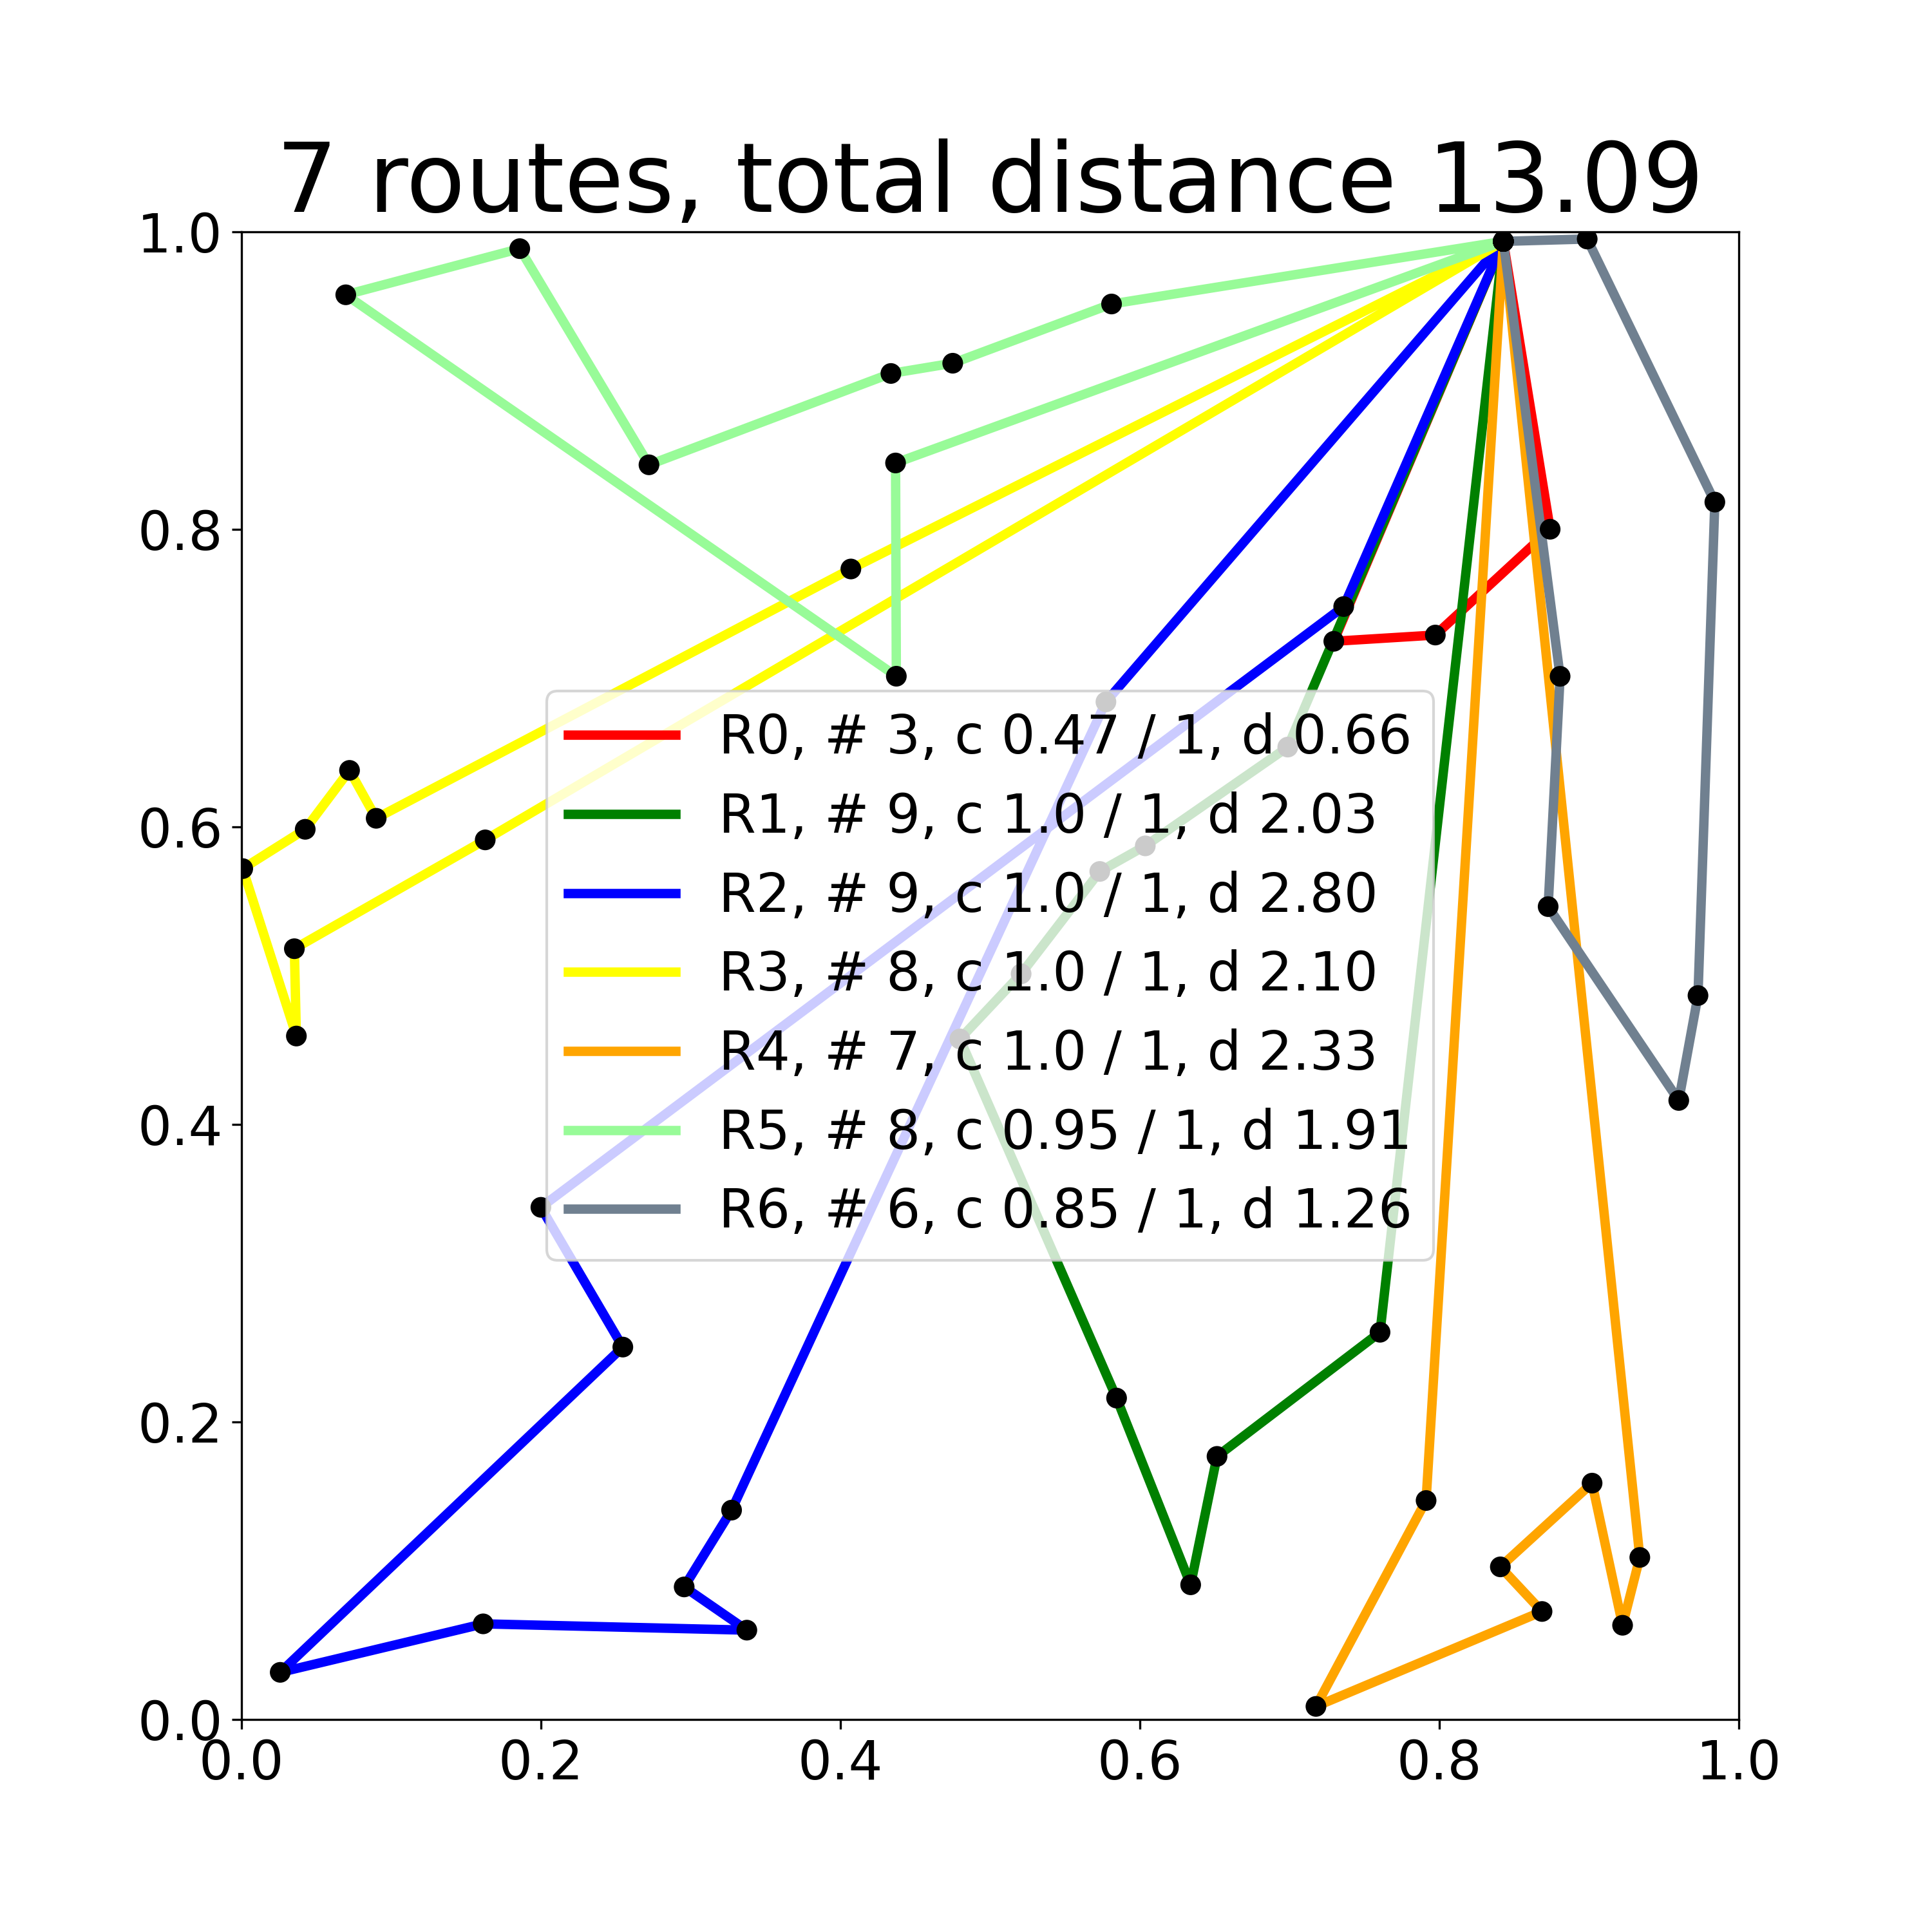 7 routes, total distance 13.09
1.0
0.8
0.6
0.4
0.2
0.0
R0, # 3, c 0.47 / 1, d 0.66
R1, # 9, c 1.0 / 1, d 2.03
R2, # 9, c 1.0 / 1, d 2.80
R3, # 8, c 1.0 / 1, d 2.10
R4, # 7, c 1.0 / 1, d 2.33
R5, # 8, c 0.95 / 1, d 1.91
R6, # 6, c 0.85 / 1, d 1.26
0.0 0.2 0.4 0.6 0.8 1.0